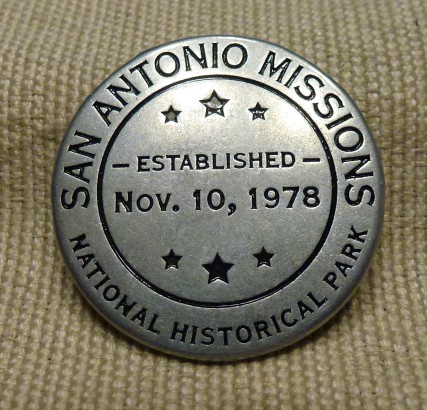 SAN ANTONIO MISSIONS
– ESTABLISHED –
NOV. 10, 1978
NATIONAL HISTORICAL PARK